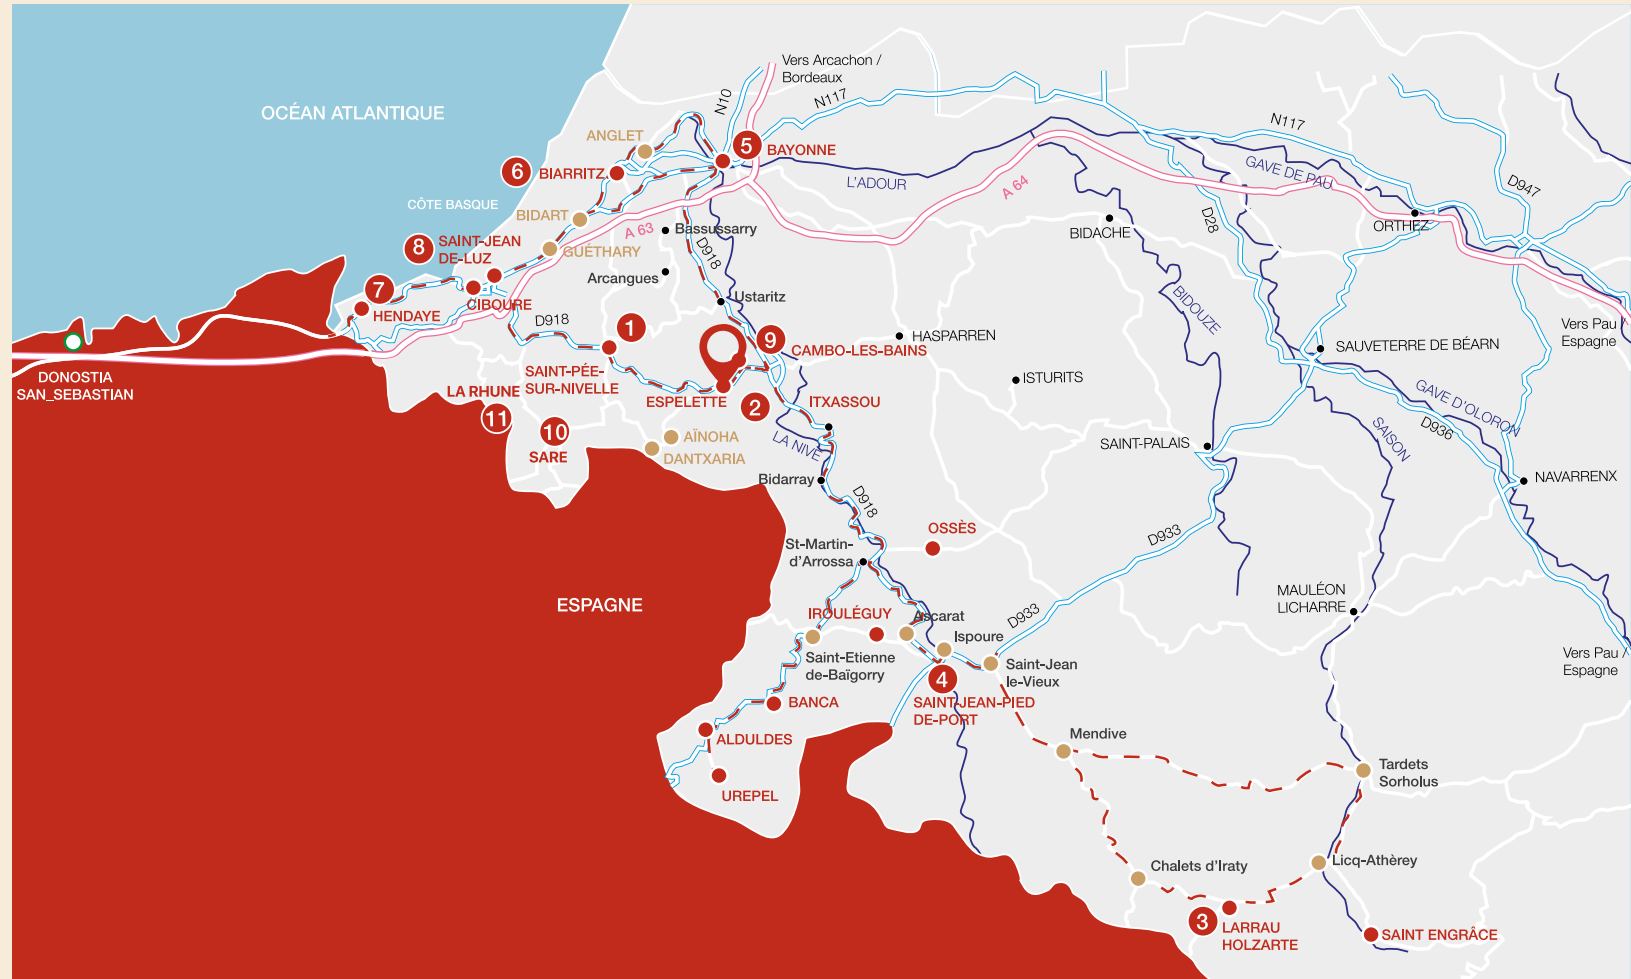 Vers Arcachon /
Bordeaux
N10
N117
OCÉAN ATLANTIQUE
N117
ANGLET
5
BAYONNE
GAVE DE PAU
6
BIARRITZ
L'ADOUR
A 64
D947
CÔTE BASQUE
BIDART
D28
ORTHEZ
8
SAINT-JEAN
DE-LUZ
A 63
Bassussarry
BIDACHE
GUÉTHARY
D918
Arcangues
7
CIBOURE
Ustaritz
BIDOUZE
HENDAYE
D918
1
Vers Pau /
Espagne
9
HASPARREN
CAMBO-LES-BAINS
SAUVETERRE DE BÉARN
DONOSTIA
SAN_SEBASTIAN
LA RHUNE
SAINT-PÉE-
SUR-NIVELLE
ISTURITS
ESPELETTE
2
ITXASSOU
GAVE D'OLORON
11
10
SARE
AÏNOHA
DANTXARIA
LA NIVE
SAINT-PALAIS
SAISON
D936
Bidarray
NAVARRENX
D918
OSSÈS
D933
St-Martin-
d'Arrossa
ESPAGNE
IROULÉGUY
Ascarat
D933
MAULÉON
LICHARRE
Ispoure
Saint-Etienne
de-Baïgorry
Saint-Jean
le-Vieux
Vers Pau /
Espagne
4
SAINT-JEAN-PIED
DE-PORT
BANCA
ALDULDES
Mendive
UREPEL
Tardets
Sorholus
Chalets d'Iraty
Licq-Athèrey
3
LARRAU
HOLZARTE
SAINT ENGRÂCE